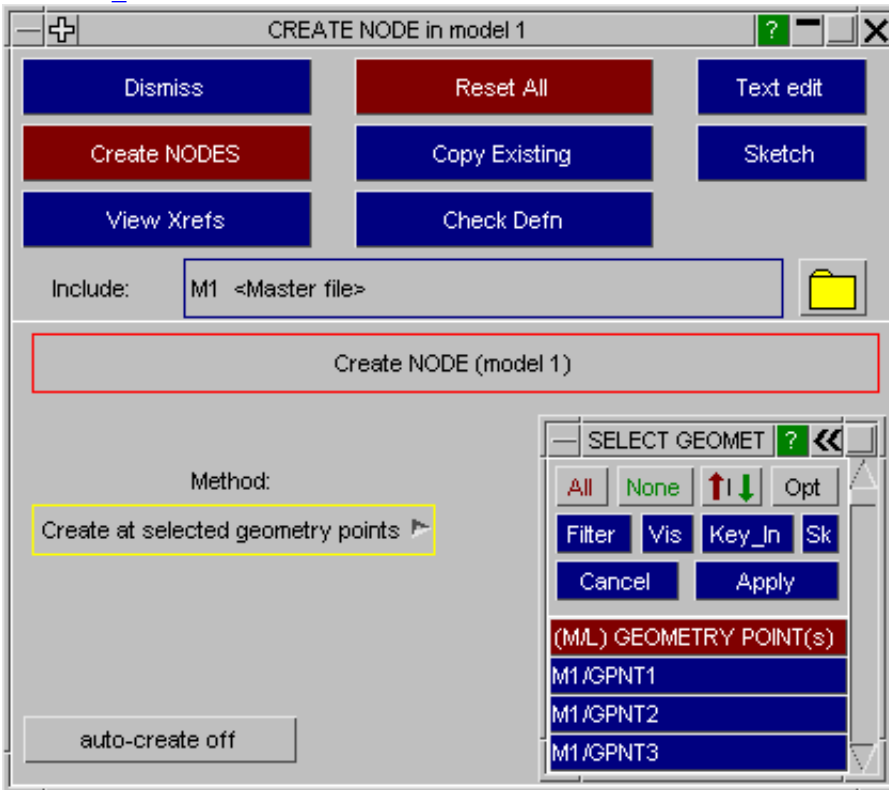 CREATE NODE in model 1 ?
Dismiss Reset All Text edit
Create NODES Copy Existing Sketch
View Xrefs Check Defn
Include: M1 <Master file>
Create NODE (model 1)
Method:
Create at selected geometry points
auto-create off
SELECT GEOMET ?
All None Opt
Filter Vis Key_In Sk
Cancel Apply
(M/L) GEOMETRY POINT(s)
M1/GPNT1
M1/GPNT2
M1/GPNT3